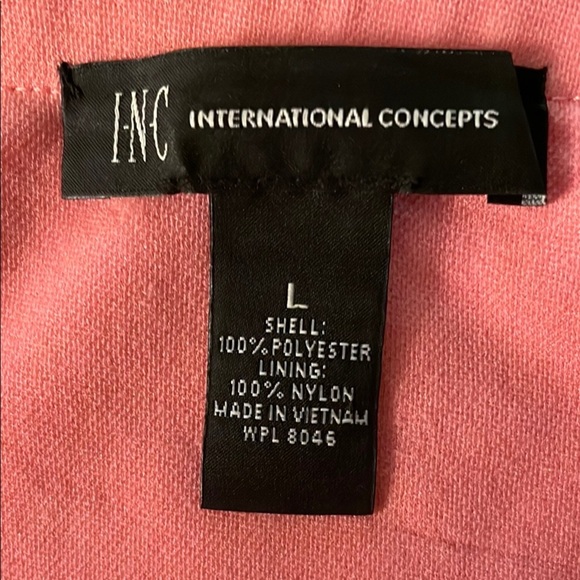 I·N·C INTERNATIONAL CONCEPTS
L
SHELL:
100% POLYESTER
LINING:
100% NYLON
MADE IN VIETNAM
WPL 8046